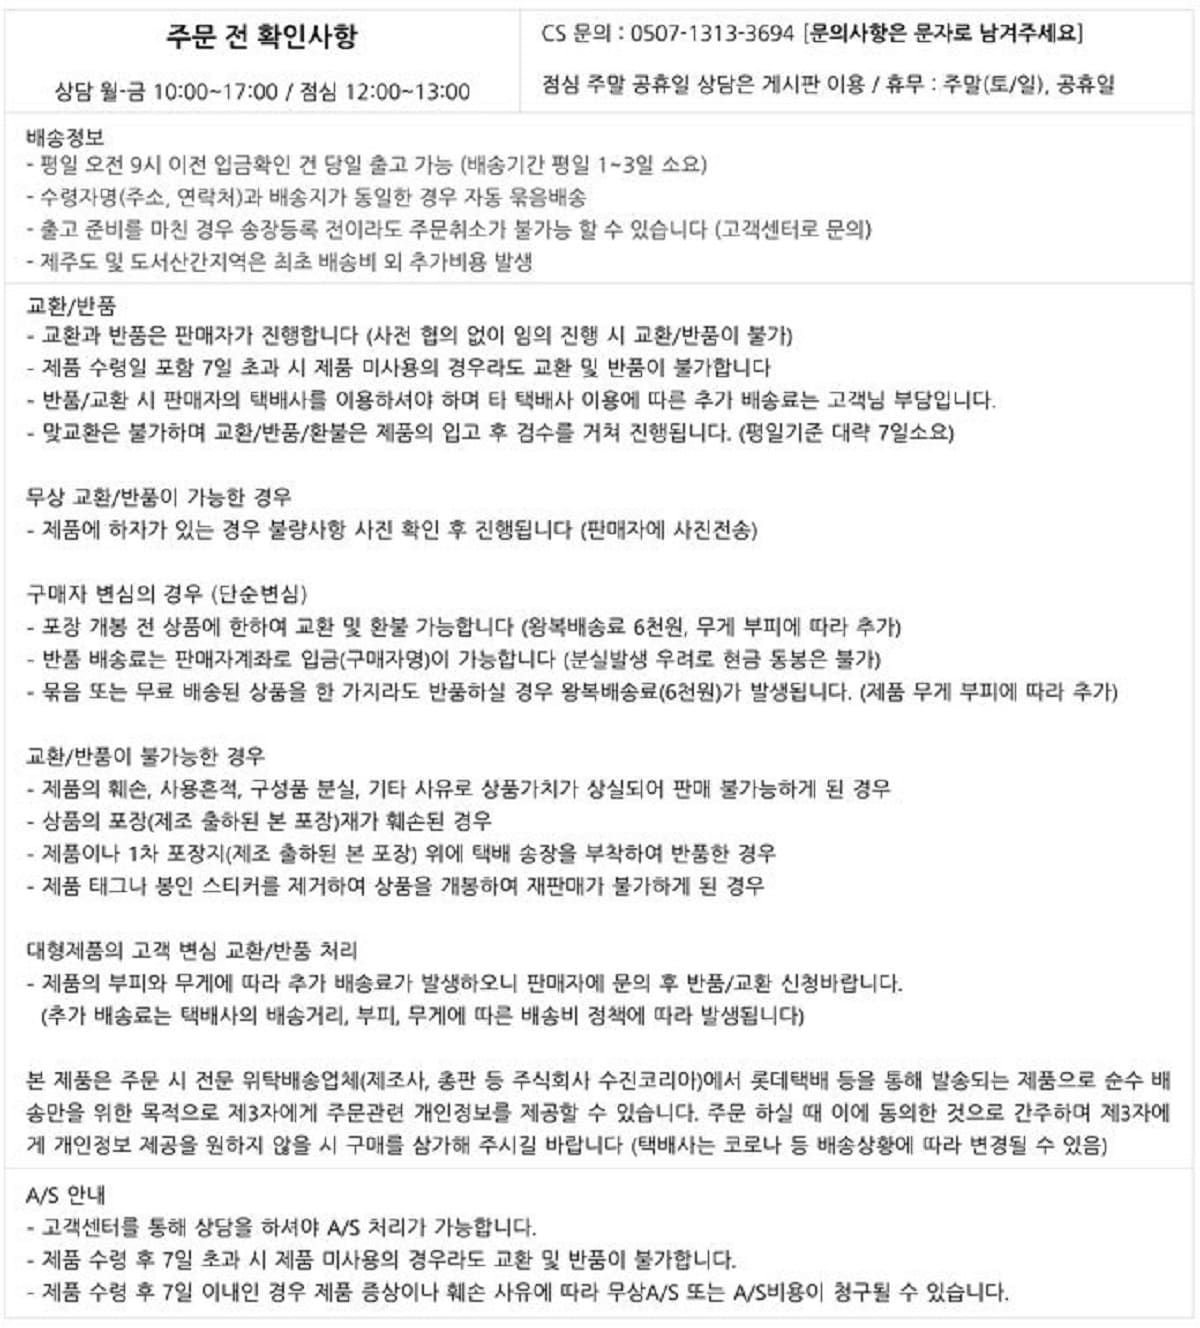 주문 전 확인사항
상담 월-금 10:00~17:00 / 점심 12:00~13:00
CS 문의 : 0507-1313-3694 [문의사항은 문자로 남겨주세요]
점심 주말 공휴일 상담은 게시판 이용 / 휴무 : 주말(토/일), 공휴일
배송정보
- 평일 오전 9시 이전 입금확인 건 당일 출고 가능 (배송기간 평일 1~3일 소요)
- 수령자명(주소, 연락처)과 배송지가 동일한 경우 자동 묶음배송
- 출고 준비를 마친 경우 송장등록 전이라도 주문취소가 불가능 할 수 있습니다 (고객센터로 문의)
- 제주도 및 도서산간지역은 최초 배송비 외 추가비용 발생
교환/반품
- 교환과 반품은 판매자가 진행합니다 (사전 협의 없이 임의 진행 시 교환/반품이 불가)
- 제품 수령일 포함 7일 초과 시 제품 미사용의 경우라도 교환 및 반품이 불가합니다
- 반품/교환 시 판매자의 택배사를 이용하셔야 하며 타 택배사 이용에 따른 추가 배송료는 고객님 부담입니다.
- 맞교환은 불가하며 교환/반품/환불은 제품의 입고 후 검수를 거쳐 진행됩니다. (평일기준 대략 7일소요)
무상 교환/반품이 가능한 경우
- 제품에 하자가 있는 경우 불량사항 사진 확인 후 진행됩니다 (판매자에 사진전송)
구매자 변심의 경우 (단순변심)
- 포장 개봉 전 상품에 한하여 교환 및 환불 가능합니다 (왕복배송료 6천원, 무게 부피에 따라 추가)
- 반품 배송료는 판매자계좌로 입금(구매자명)이 가능합니다 (분실발생 우려로 현금 동봉은 불가)
- 묶음 또는 무료 배송된 상품을 한 가지라도 반품하실 경우 왕복배송료(6천원)가 발생됩니다. (제품 무게 부피에 따라 추가)
교환/반품이 불가능한 경우
- 제품의 훼손, 사용흔적, 구성품 분실, 기타 사유로 상품가치가 상실되어 판매 불가능하게 된 경우
- 상품의 포장(제조 출하된 본 포장)재가 훼손된 경우
- 제품이나 1차 포장지(제조 출하된 본 포장) 위에 택배 송장을 부착하여 반품한 경우
- 제품 태그나 봉인 스티커를 제거하여 상품을 개봉하여 재판매가 불가하게 된 경우
대형제품의 고객 변심 교환/반품 처리
- 제품의 부피와 무게에 따라 추가 배송료가 발생하오니 판매자에 문의 후 반품/교환 신청바랍니다.
(추가 배송료는 택배사의 배송거리, 부피, 무게에 따른 배송비 정책에 따라 발생됩니다)
본 제품은 주문 시 전문 위탁배송업체(제조사, 총판 등 주식회사 수진코리아)에서 롯데택배 등을 통해 발송되는 제품으로 순수 배
송만을 위한 목적으로 제3자에게 주문관련 개인정보를 제공할 수 있습니다. 주문 하실 때 이에 동의한 것으로 간주하며 제3자에
게 개인정보 제공을 원하지 않을 시 구매를 삼가해 주시길 바랍니다 (택배사는 코로나 등 배송상황에 따라 변경될 수 있음)
A/S 안내
- 고객센터를 통해 상담을 하셔야 A/S 처리가 가능합니다.
- 제품 수령 후 7일 초과 시 제품 미사용의 경우라도 교환 및 반품이 불가합니다.
- 제품 수령 후 7일 이내인 경우 제품 증상이나 훼손 사유에 따라 무상A/S 또는 A/S비용이 청구될 수 있습니다.